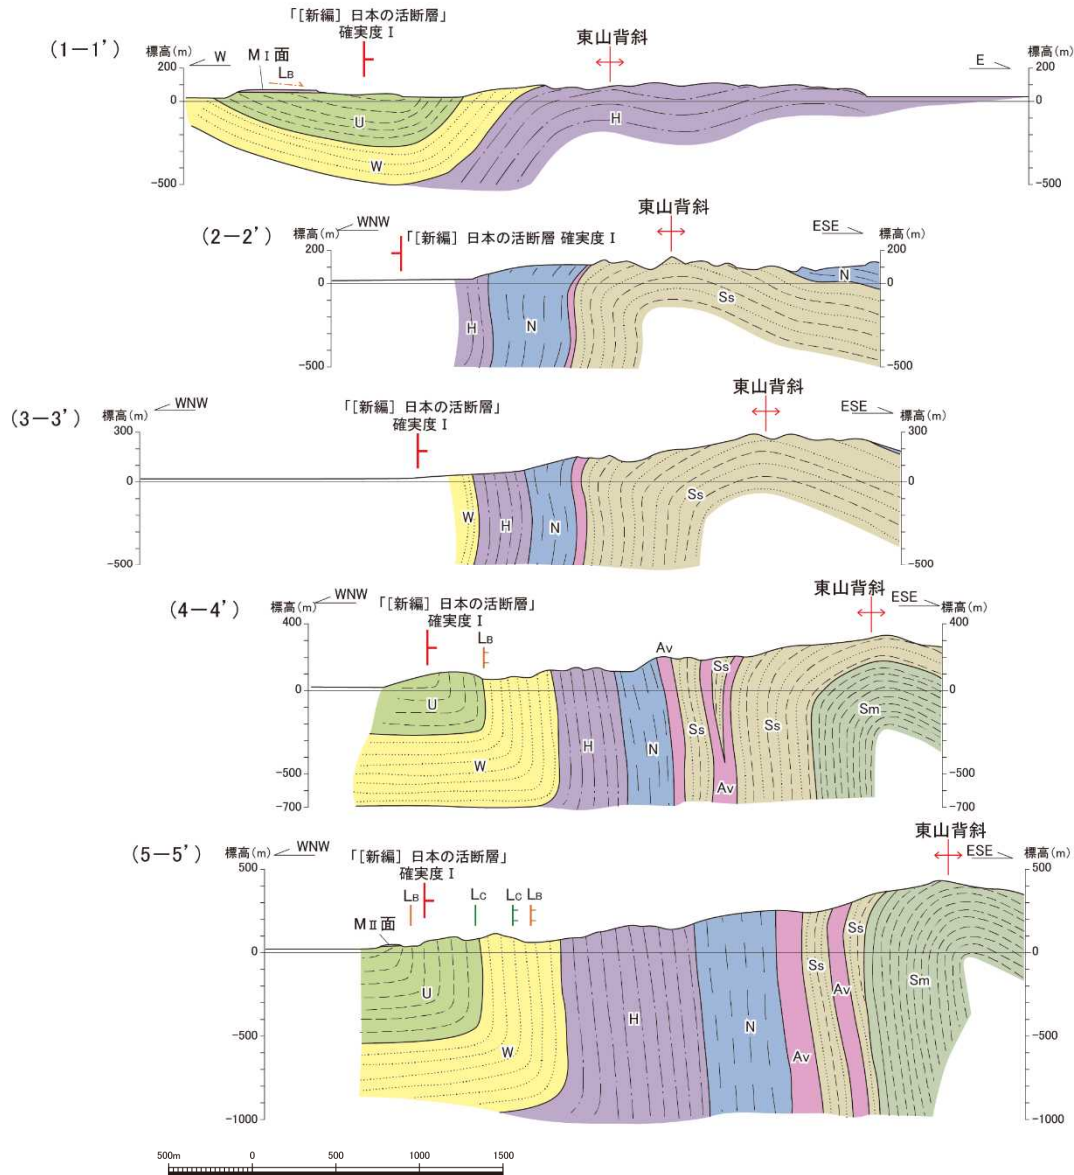 (1－1')
「[新編] 日本の活断層」
確実度Ⅰ
東山背斜
標高(m)
W
E
標高(m)
MⅠ面
LB
200
0
-500
U
W
H
200
0
-500
(2－2')
WNW
「[新編] 日本の活断層 確実度Ⅰ
東山背斜
ESE
標高(m)
標高(m)
200
0
-500
H
N
Ss
N
200
0
-500
(3－3')
WNW
「[新編] 日本の活断層」
確実度Ⅰ
東山背斜
ESE
標高(m)
標高(m)
300
0
-500
W
H
N
Ss
300
0
-500
(4－4')
WNW
「[新編] 日本の活断層」
確実度Ⅰ
東山背斜
ESE
標高(m)
標高(m)
LB
400
0
-500
-700
U
W
H
N
Av
Ss
Ss
Av
Ss
Sm
400
0
-500
-700
(5－5')
WNW
「[新編] 日本の活断層」
確実度Ⅰ
東山背斜
ESE
標高(m)
標高(m)
LB
LC
LC
LB
MⅡ面
500
0
-500
-1000
U
W
H
N
Av
Ss
Av
Ss
Sm
500
0
-500
-1000
500m 0 500 1000 1500